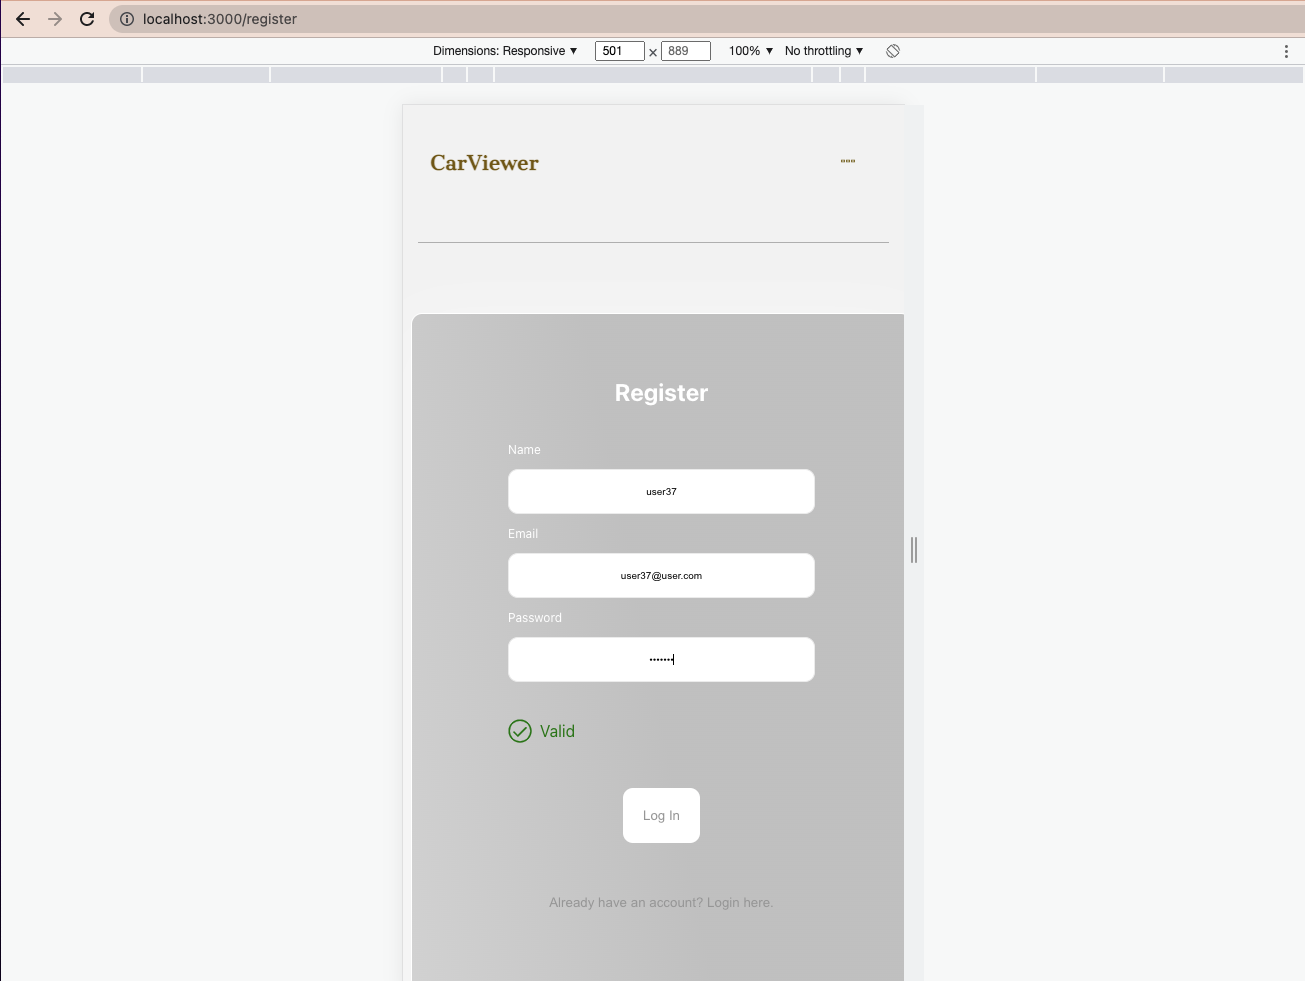 localhost:3000/register
Dimensions: Responsive ▼ 501 × 889 100% ▼ No throttling ▼
CarViewer
Register
Name
user37
Email
user37@user.com
Password
•••••••
Valid
Log In
Already have an account? Login here.